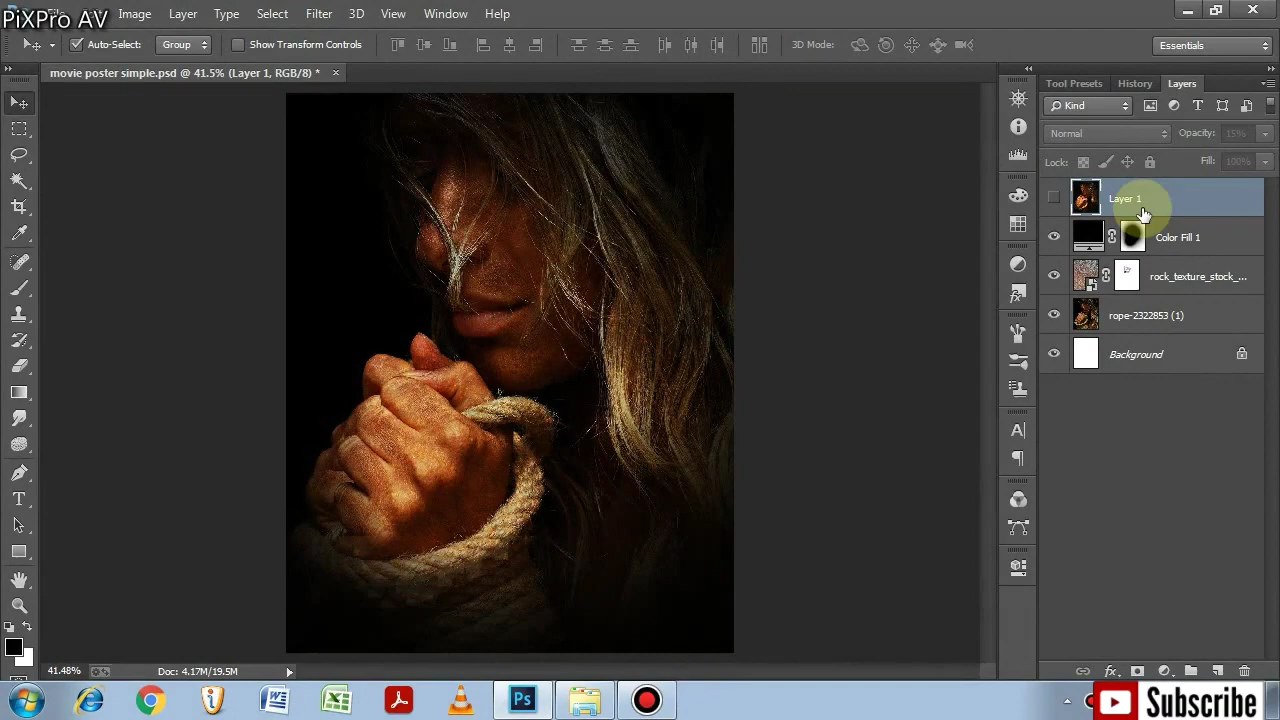 PiXPro AV
Image Layer Type Select Filter 3D View Window Help
Auto-Select: Group Show Transform Controls 3D Mode: Essentials
movie poster simple.psd @ 41.5% (Layer 1, RGB/8) *
Tool Presets History Layers
Kind
Normal Opacity: 15%
Lock: Fill: 100%
Layer 1
Color Fill 1
rock_texture_stock_...
rope-2322853 (1)
Background
41.48% Doc: 4.17M/19.5M
Subscribe